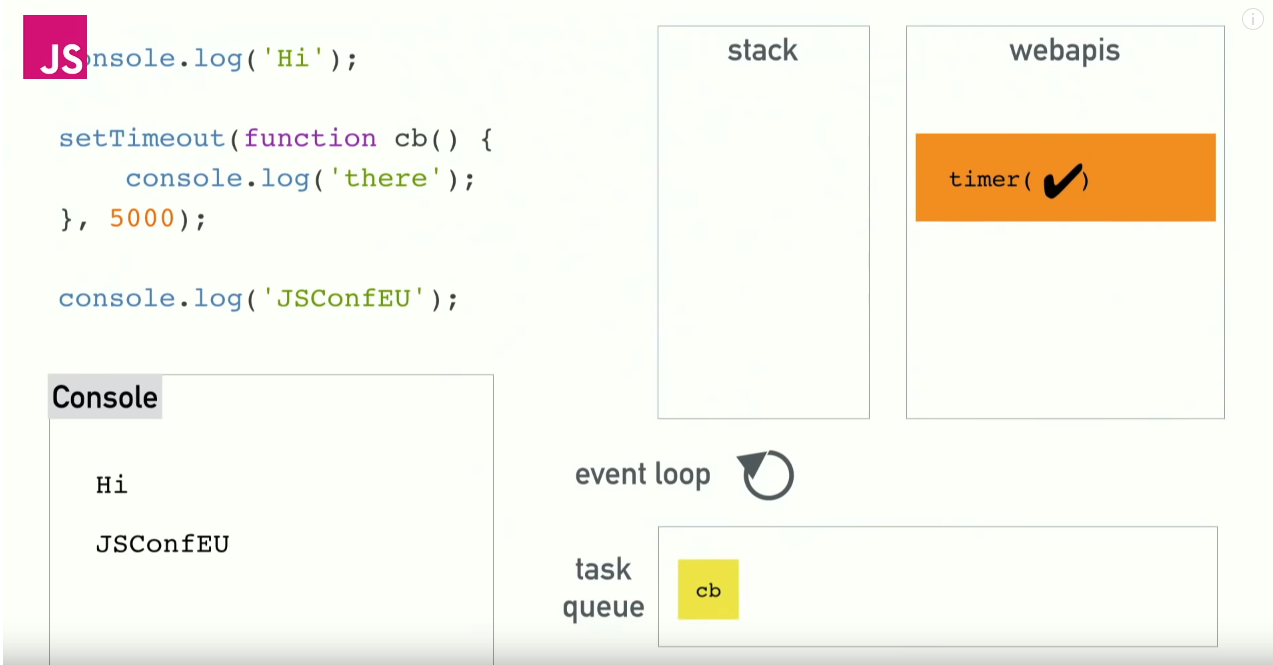 JS
onsole.log('Hi');
setTimeout(function cb() {
console.log('there');
}, 5000);
console.log('JSConfEU');
Console
Hi
JSConfEU
stack
webapis
timer( ✔)
event loop
task
queue
cb